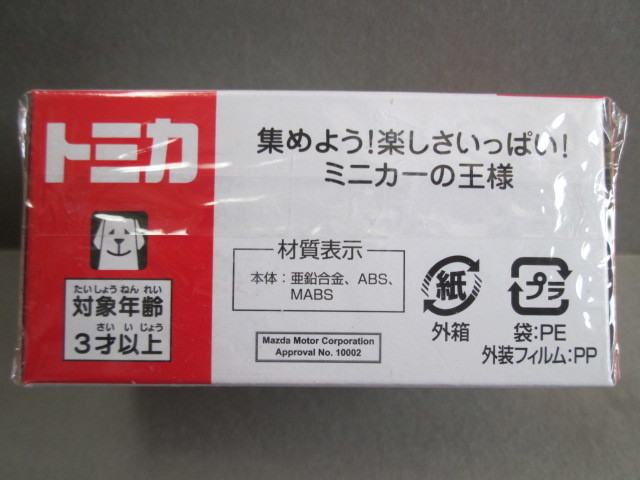 トミカ
集めよう!楽しさいっぱい!
ミニカーの王様
たいしょう ねん れい
対象年齢
さい い じょう
3才以上
材質表示
本体:亜鉛合金、ABS、
MABS
Mazda Motor Corporation
Approval No. 10002
紙
外箱
プラ
袋:PE
外装フィルム:PP